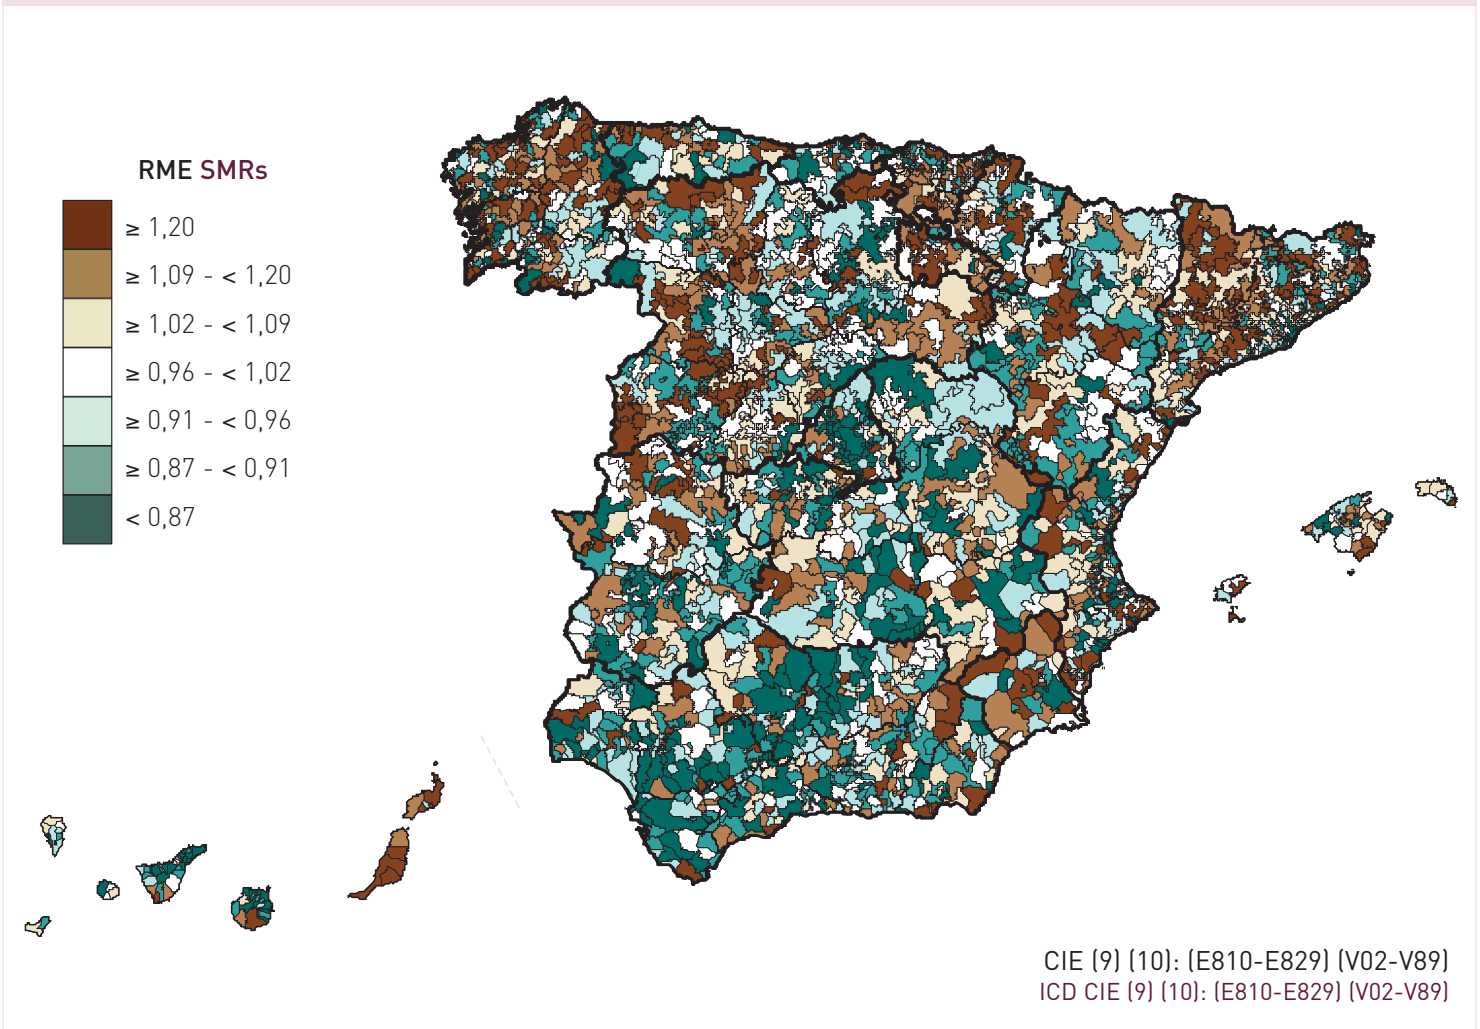 RME SMRs
≥ 1,20
≥ 1,09 - < 1,20
≥ 1,02 - < 1,09
≥ 0,96 - < 1,02
≥ 0,91 - < 0,96
≥ 0,87 - < 0,91
< 0,87
CIE (9) (10): (E810-E829) (V02-V89)
ICD CIE (9) (10): (E810-E829) (V02-V89)